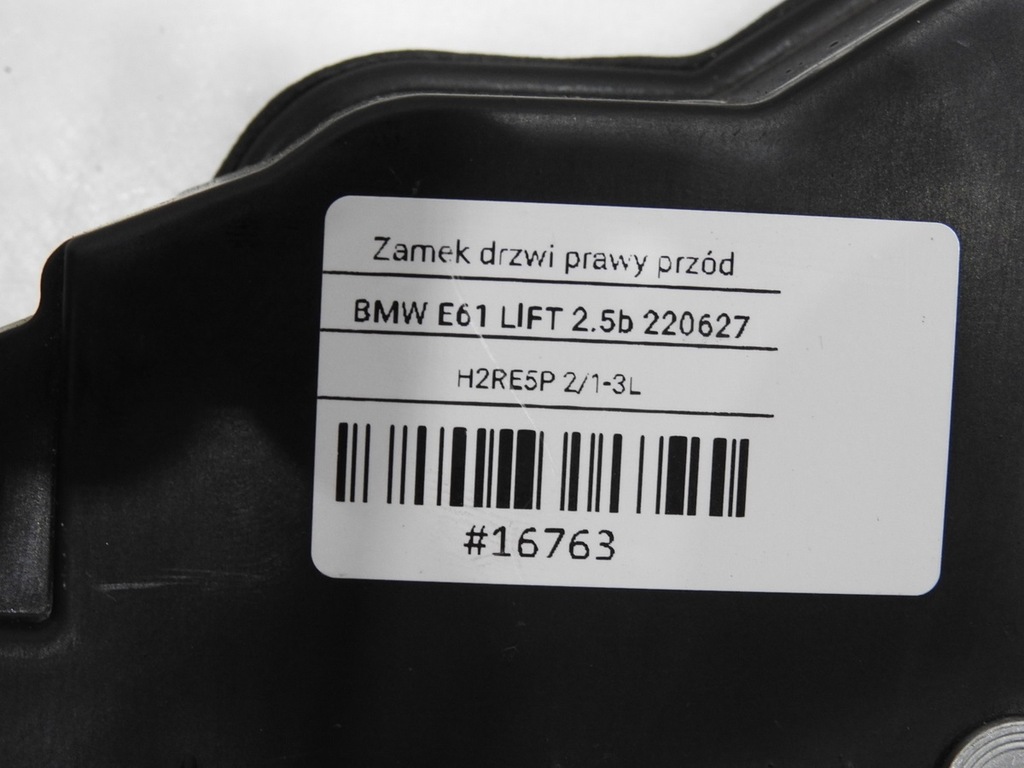 Zamek drzwi prawy przód
BMW E61 LIFT 2.5b 220627
H2RE5P 2/1-3L
#16763